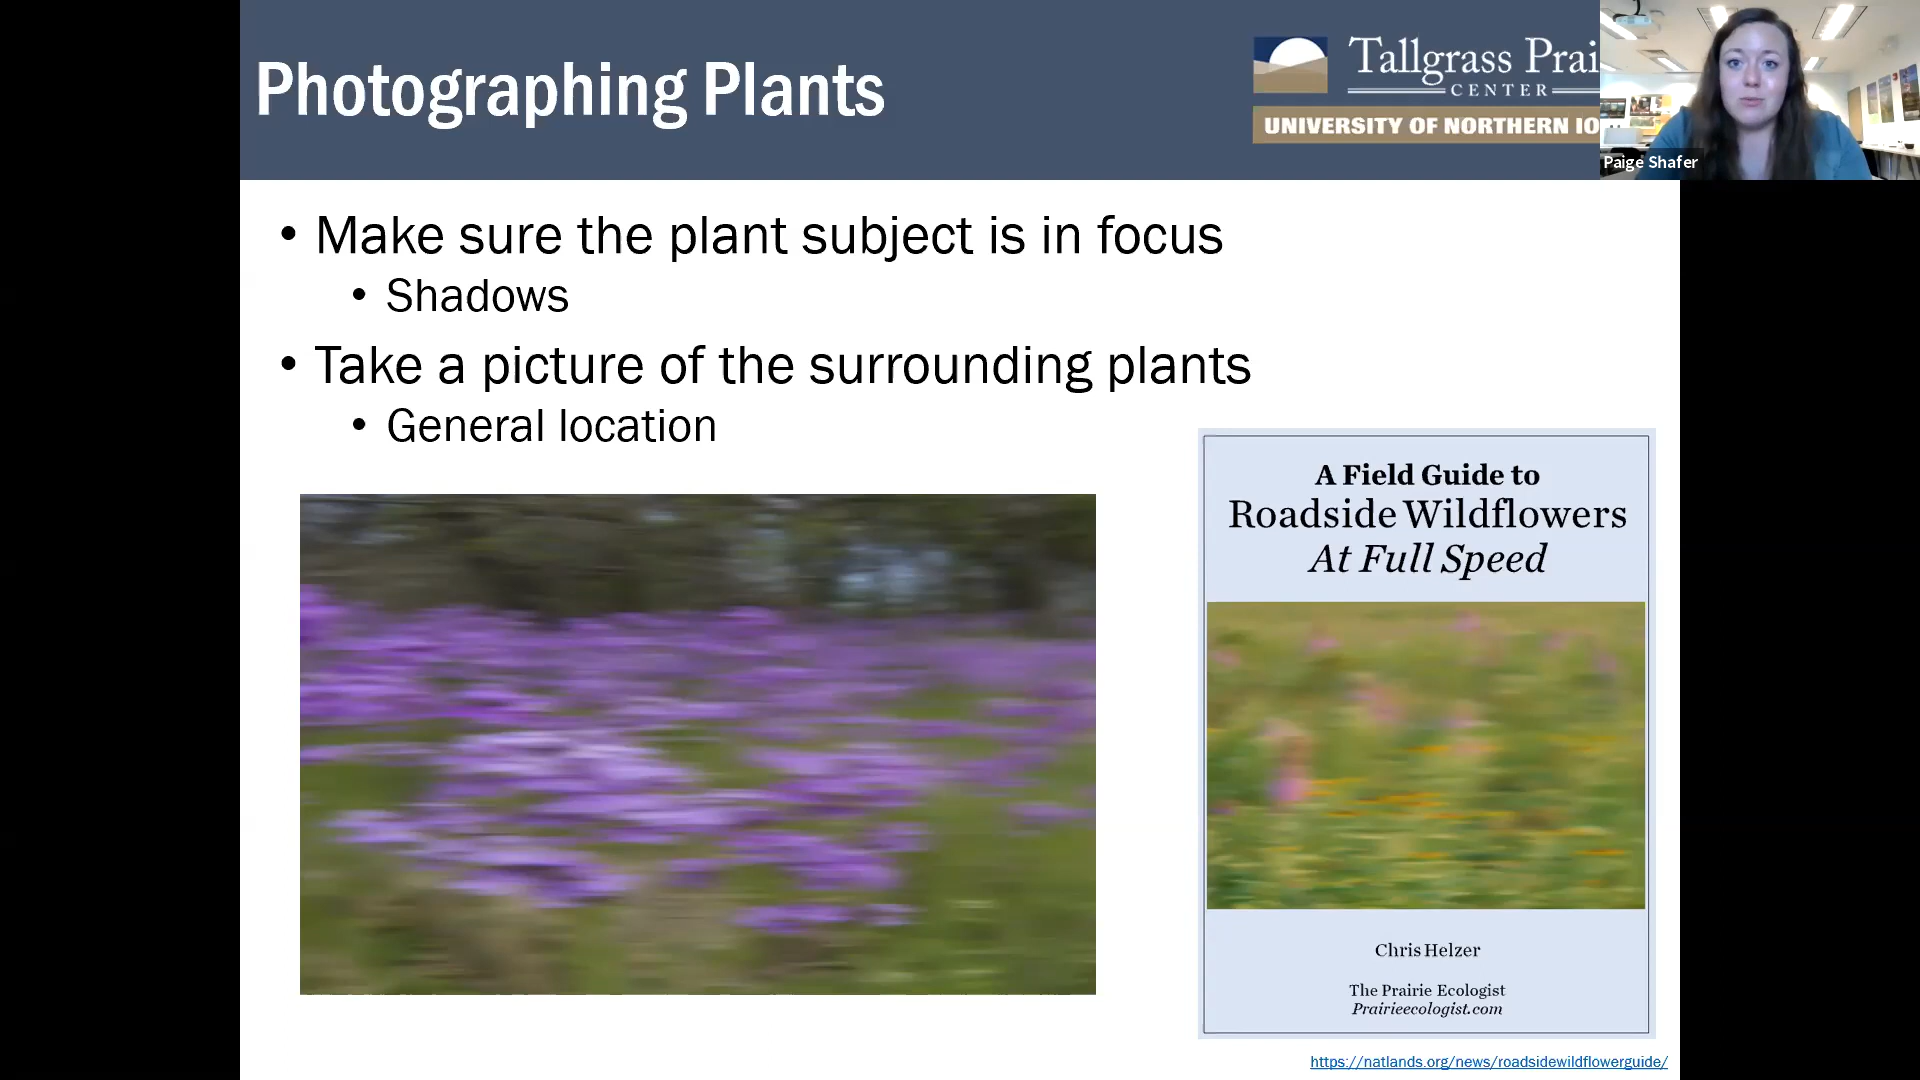 Photographing Plants
Tallgrass Prai
CENTER
UNIVERSITY OF NORTHERN IO
Paige Shafer
• Make sure the plant subject is in focus
• Shadows
• Take a picture of the surrounding plants
• General location
A Field Guide to
Roadside Wildflowers
At Full Speed
Chris Helzer
The Prairie Ecologist
Prairieecologist.com
https://natlands.org/news/roadsidewildflowerguide/